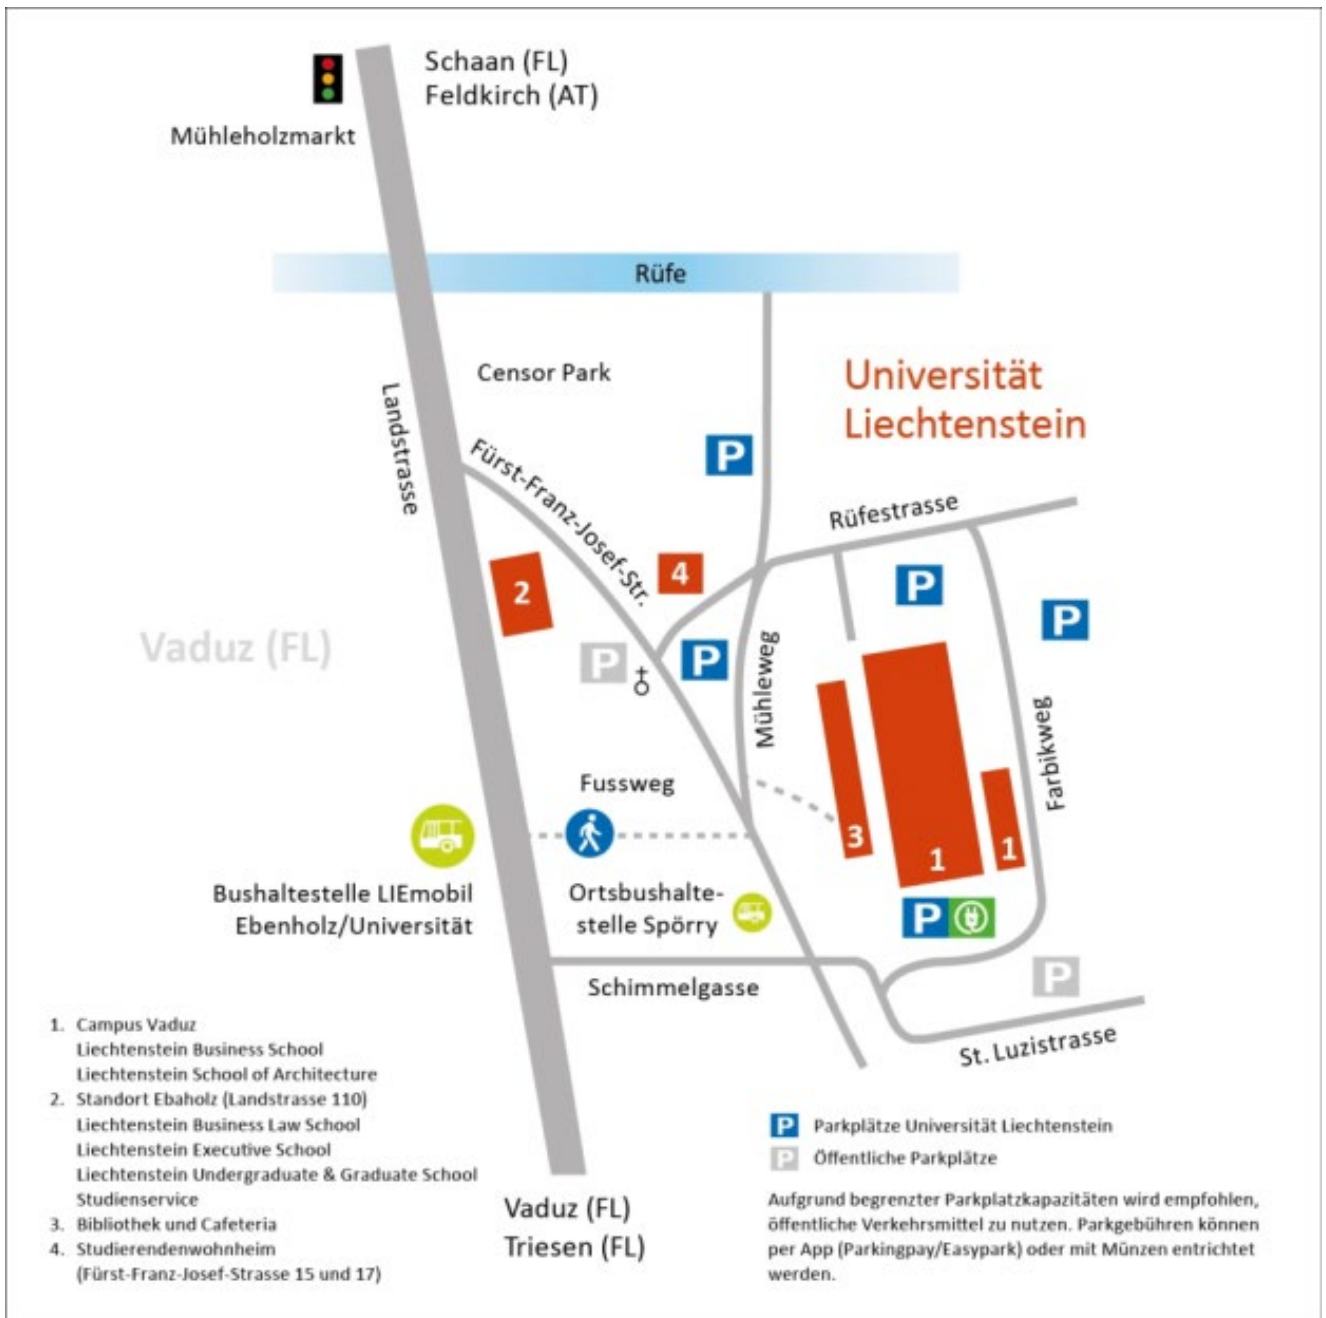 Schaan (FL)
Feldkirch (AT)
Mühleholzmarkt
Rüfe
Censor Park
Universität
Liechtenstein
Landstrasse
Fürst-Franz-Josef-Str.
P
Rüfestrasse
2
4
P
P
Vaduz (FL)
P
P
Mühleweg
Farbikweg
Fussweg
3
1
1
Bushaltestelle LIEmobil
Ebenholz/Universität
Ortsbushalte-
stelle Spörry
P
Schimmelgasse
P
St. Luzistrasse
1. Campus Vaduz
Liechtenstein Business School
Liechtenstein School of Architecture
2. Standort Ebaholz (Landstrasse 110)
Liechtenstein Business Law School
Liechtenstein Executive School
Liechtenstein Undergraduate & Graduate School
Studienservice
3. Bibliothek und Cafeteria
4. Studierendenwohnheim
(Fürst-Franz-Josef-Strasse 15 und 17)
Vaduz (FL)
Triesen (FL)
P Parkplätze Universität Liechtenstein
P Öffentliche Parkplätze
Aufgrund begrenzter Parkplatzkapazitäten wird empfohlen,
öffentliche Verkehrsmittel zu nutzen. Parkgebühren können
per App (Parkingpay/Easypark) oder mit Münzen entrichtet
werden.